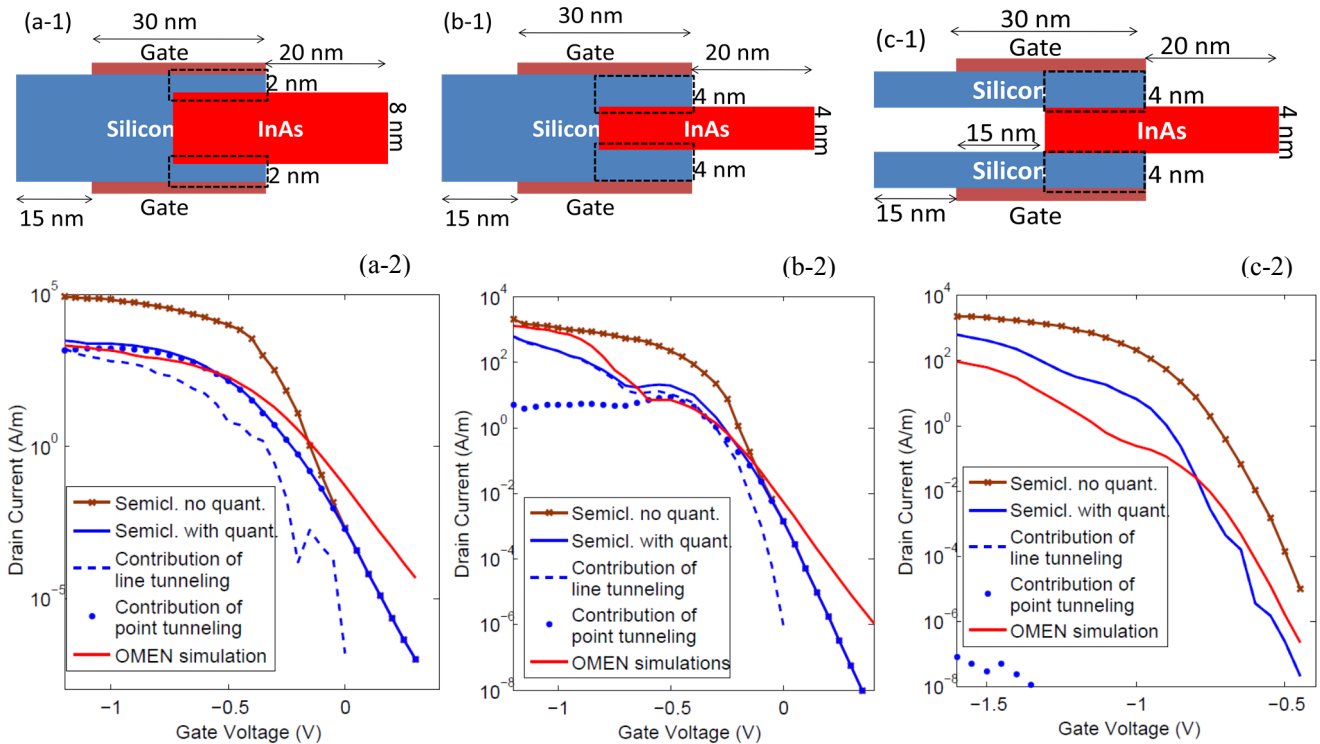 (a-1)
30 nm
Gate
20 nm
2 nm
Silicon
InAs
8 nm
2 nm
15 nm
Gate
(b-1)
30 nm
Gate
20 nm
4 nm
Silicon
InAs
4 nm
4 nm
15 nm
Gate
(c-1)
30 nm
Gate
20 nm
Silicon
4 nm
15 nm
InAs
4 nm
Silicon
4 nm
15 nm
Gate
(a-2)
10^5
10^0
10^-5
Drain Current (A/m)
Semicl. no quant.
Semicl. with quant.
Contribution of
line tunneling
Contribution of
point tunneling
OMEN simulation
−1
−0.5
0
Gate Voltage (V)
(b-2)
10^4
10^2
10^0
10^-2
10^-4
10^-6
10^-8
Drain Current (A/m)
Semicl. no quant.
Semicl. with quant.
Contribution of
line tunneling
Contribution of
point tunneling
OMEN simulations
−1
−0.5
0
Gate Voltage (V)
(c-2)
10^4
10^2
10^0
10^-2
10^-4
10^-6
10^-8
Drain Current (A/m)
Semicl. no quant.
Semicl. with quant.
Contribution of
line tunneling
Contribution of
point tunneling
OMEN simulation
−1.5
−1
−0.5
Gate Voltage (V)